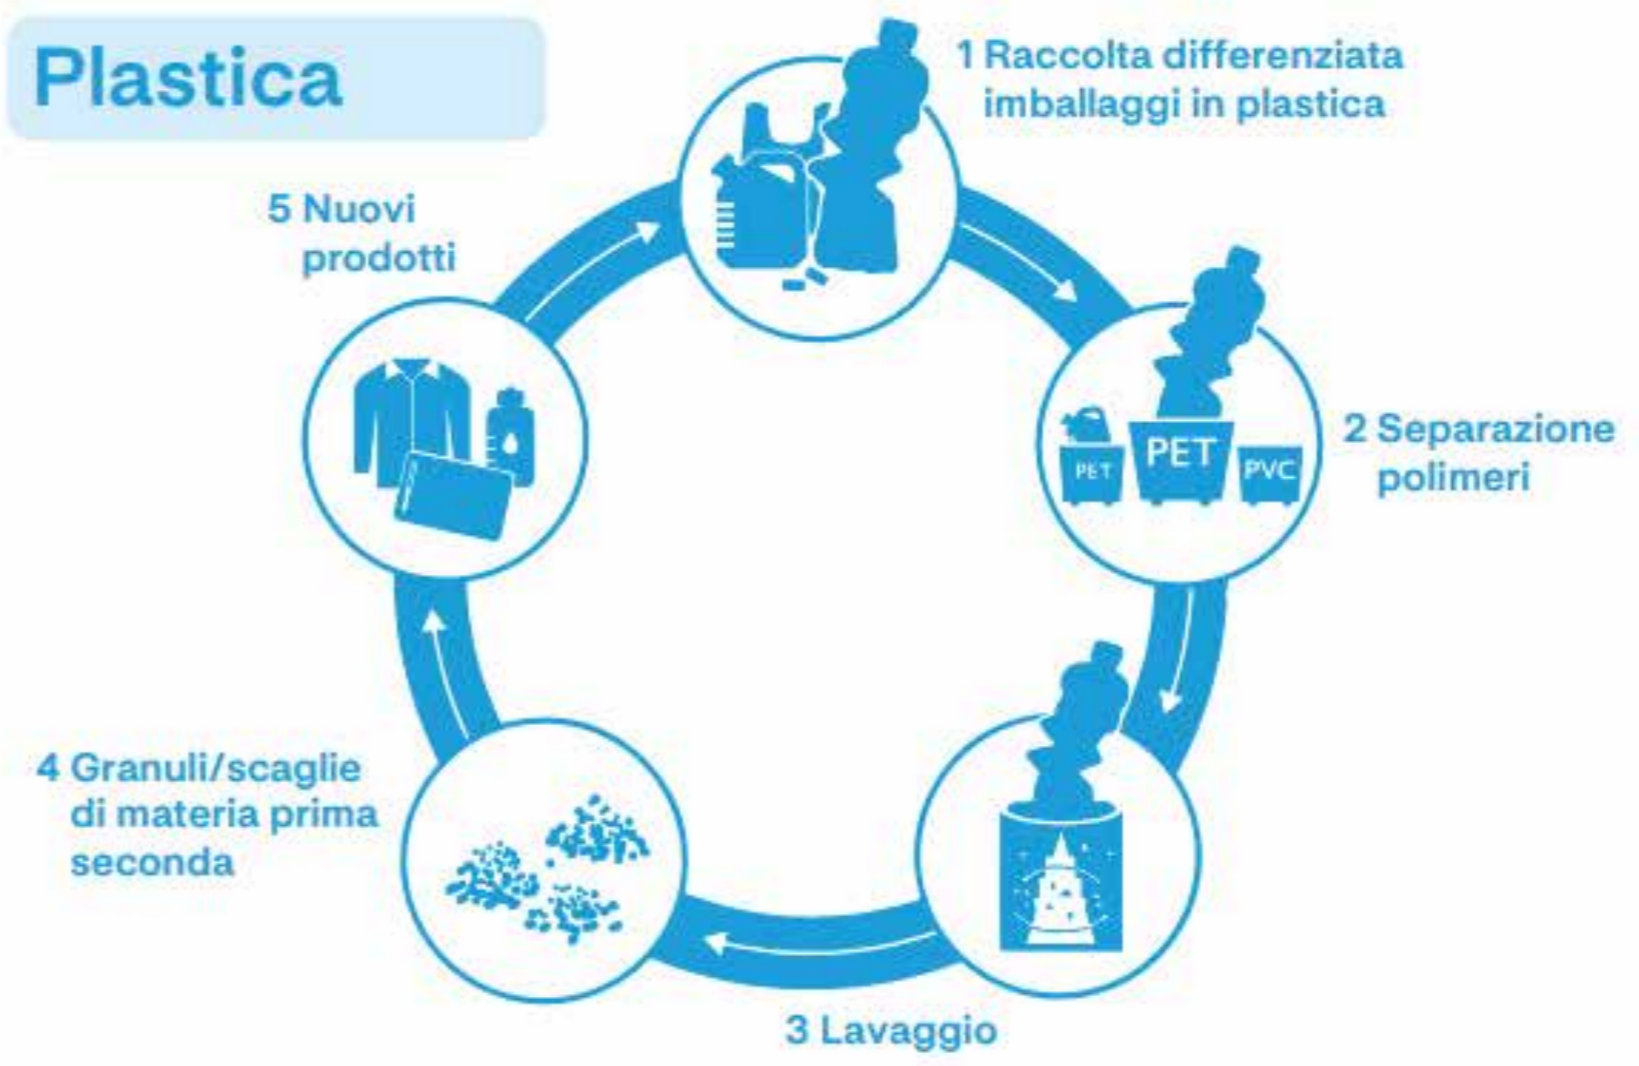 Plastica
1 Raccolta differenziata
imballaggi in plastica
2 Separazione
polimeri
PET
PET
PVC
3 Lavaggio
4 Granuli/scaglie
di materia prima
seconda
5 Nuovi
prodotti